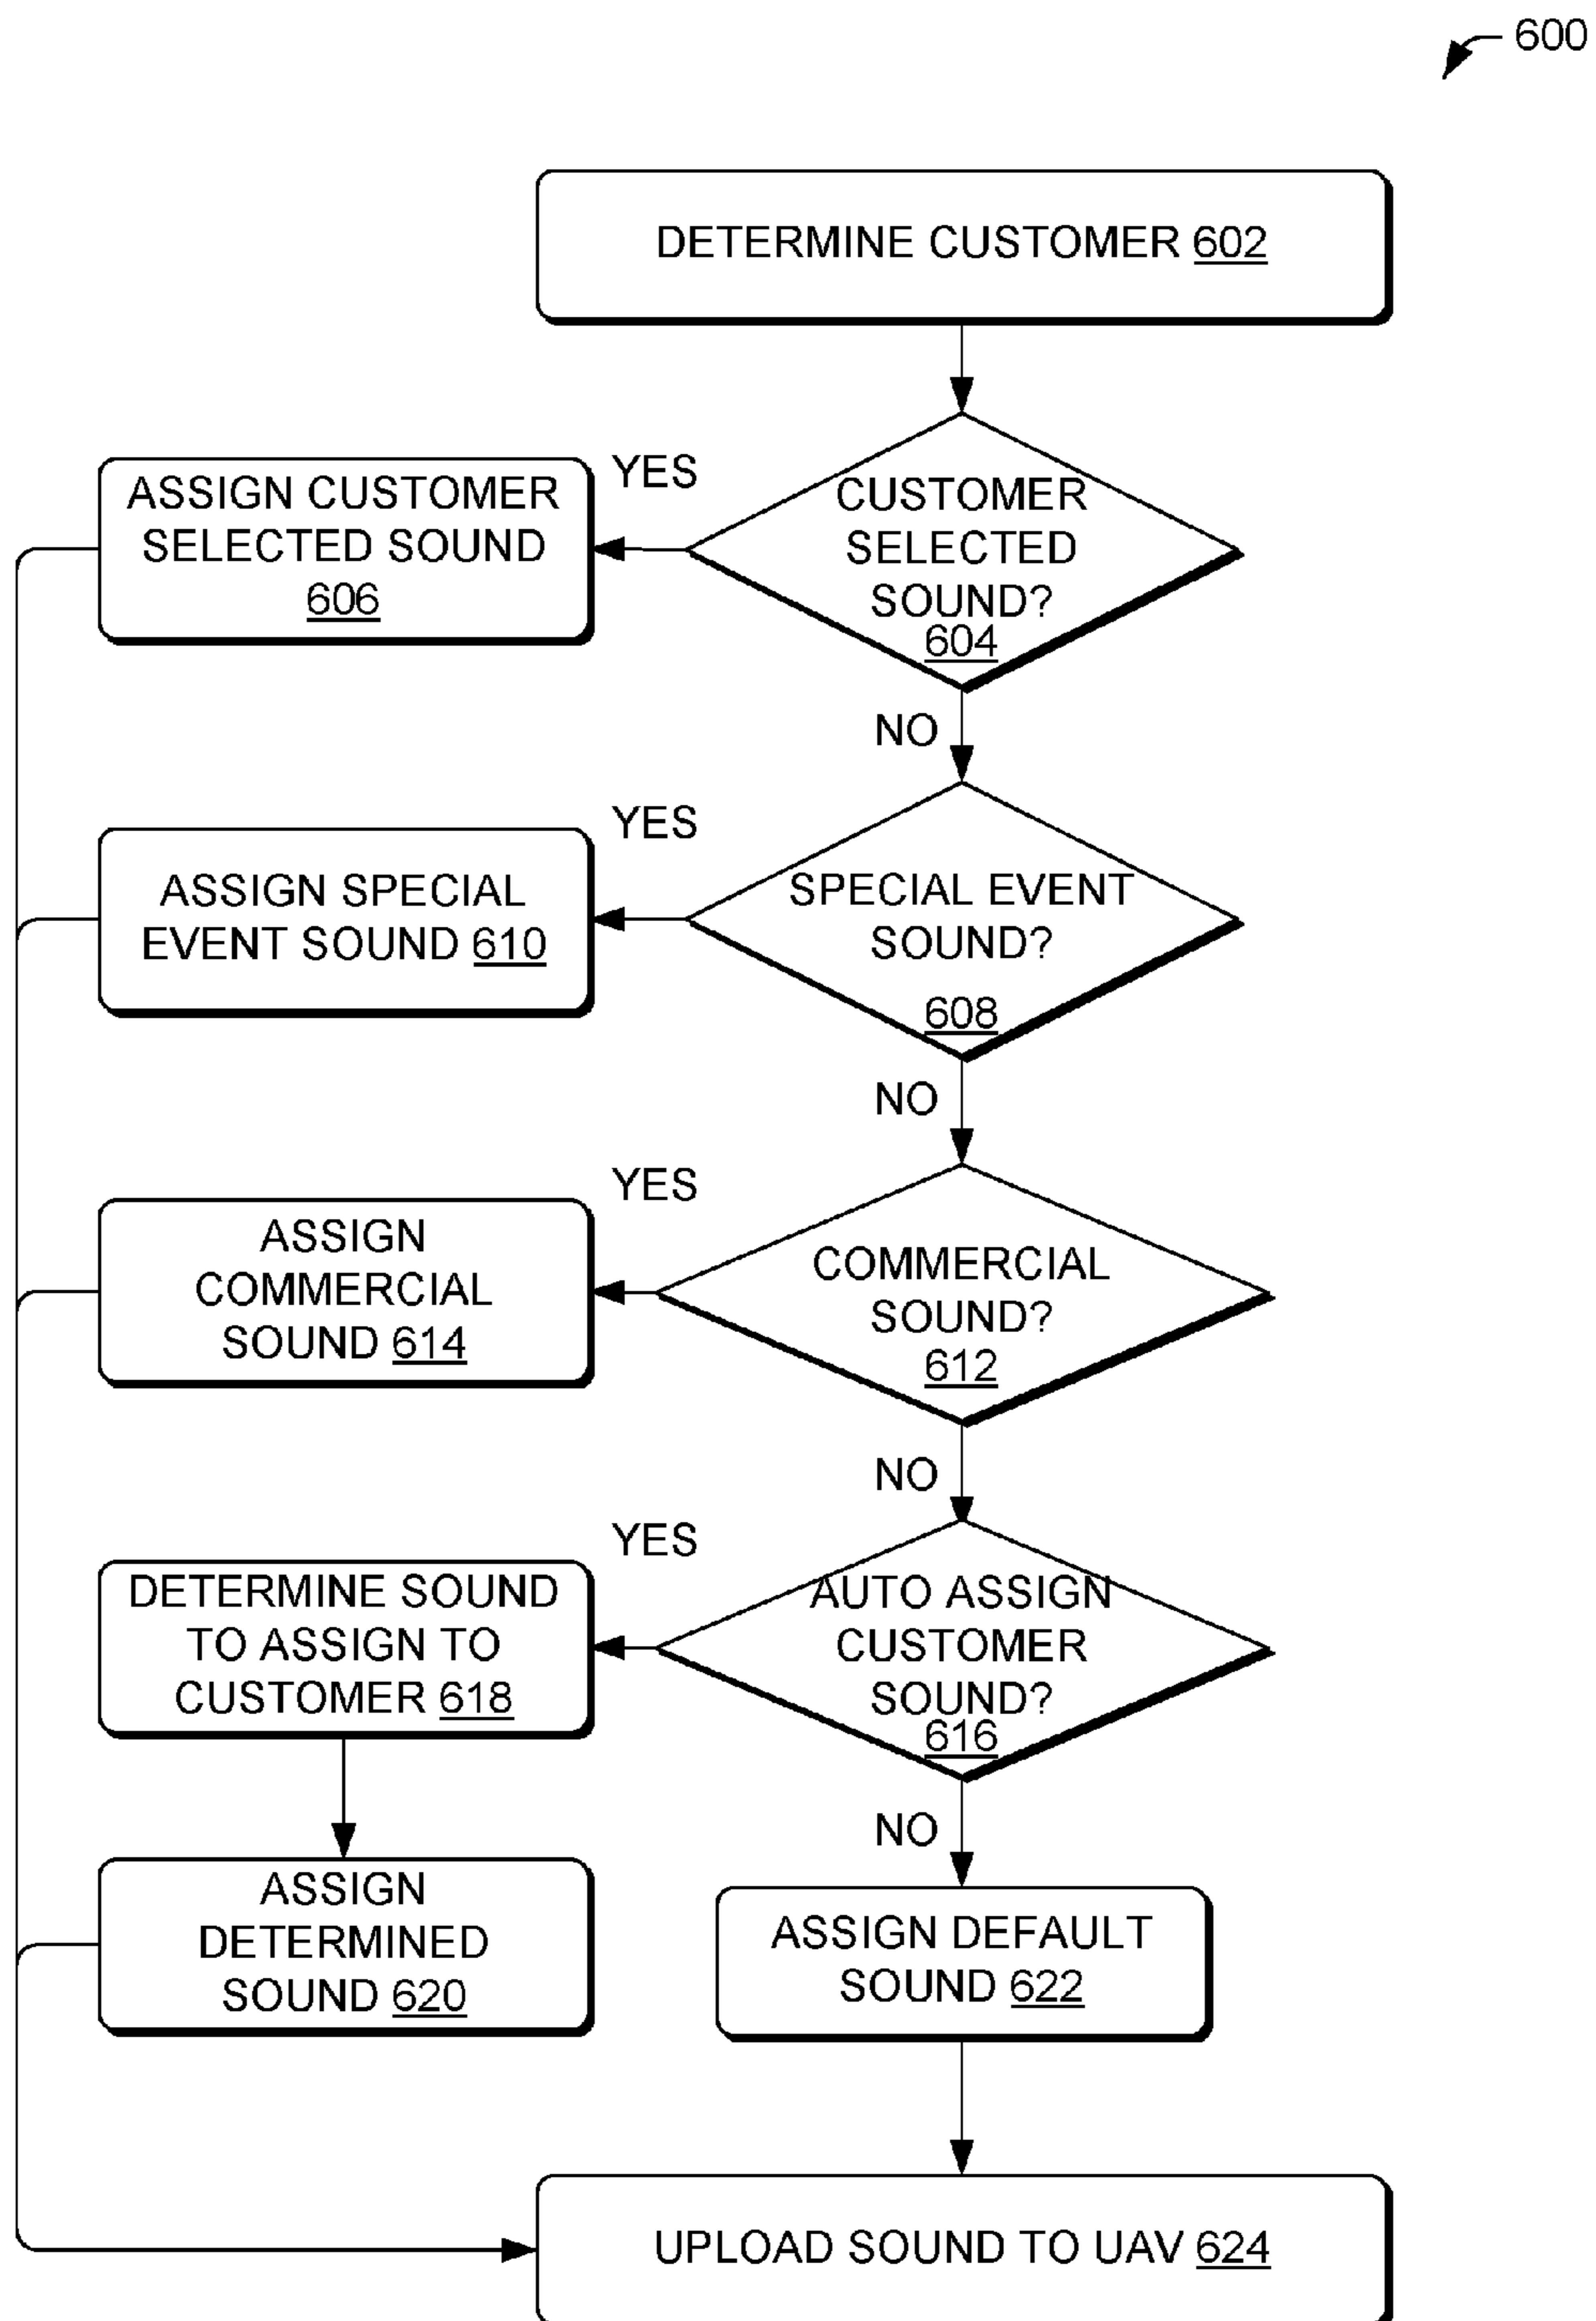 600
DETERMINE CUSTOMER 602
YES
ASSIGN CUSTOMER
SELECTED SOUND
606
CUSTOMER
SELECTED
SOUND?
604
NO
YES
ASSIGN SPECIAL
EVENT SOUND 610
SPECIAL EVENT
SOUND?
608
NO
YES
ASSIGN
COMMERCIAL
SOUND 614
COMMERCIAL
SOUND?
612
NO
YES
DETERMINE SOUND
TO ASSIGN TO
CUSTOMER 618
AUTO ASSIGN
CUSTOMER
SOUND?
616
NO
ASSIGN
DETERMINED
SOUND 620
ASSIGN DEFAULT
SOUND 622
UPLOAD SOUND TO UAV 624